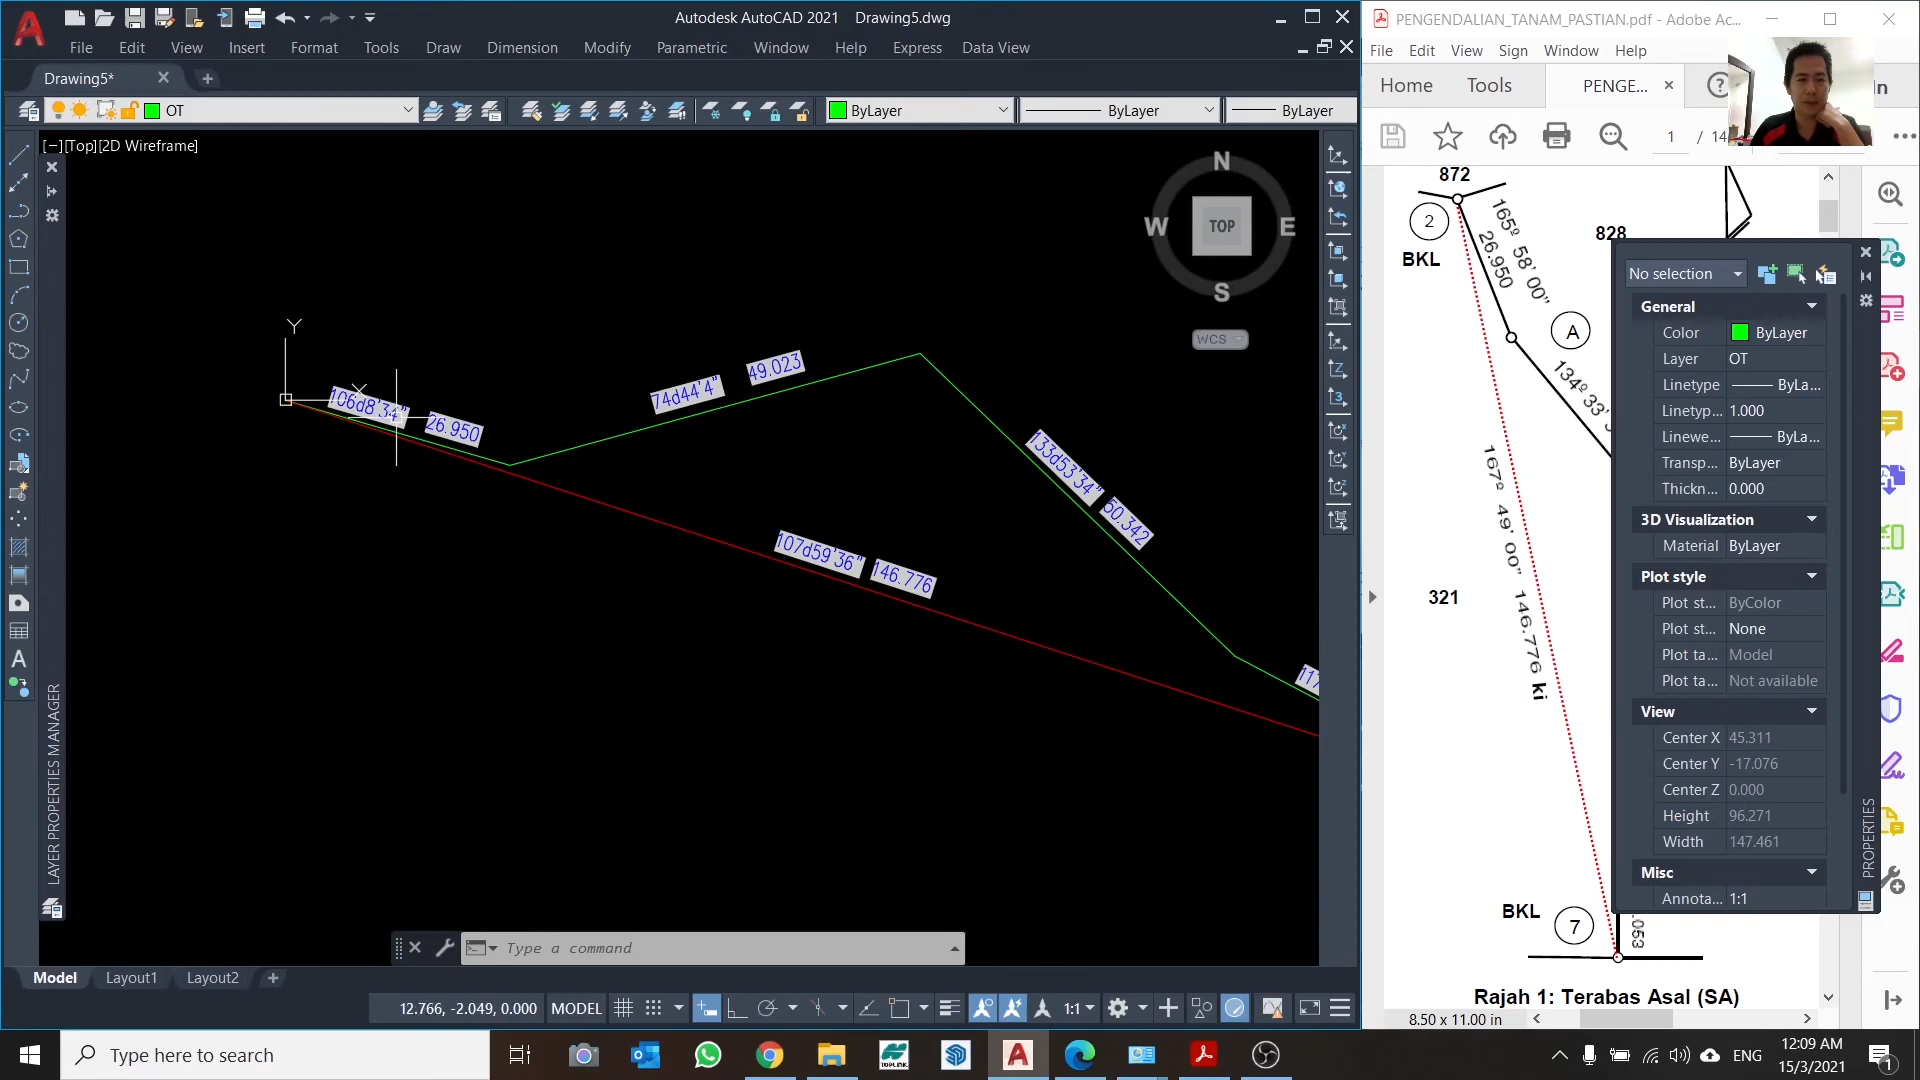 Autodesk AutoCAD 2021 Drawing5.dwg
File Edit View Insert Format Tools Draw Dimension Modify Parametric Window Help Express Data View
Drawing5*
OT
ByLayer
ByLayer
ByLayer
[−][Top][2D Wireframe]
N
W
TOP
E
S
WCS
Y
X
106d8'34"
26.950
74d44'4"
49.023
133d53'34"
50.342
107d59'36"
146.776
117
LAYER PROPERTIES MANAGER
Type a command
Model Layout1 Layout2
12.766, -2.049, 0.000 MODEL
1:1
PENGENDALIAN_TANAM_PASTIAN.pdf - Adobe Ac...
File Edit View Sign Window Help
Home Tools PENGE...
1 / 14
872
2
BKL
165º 58' 00"
26.950
828
A
134º 33'
167º 49' 00" 146.776 ki
321
BKL
7
.053
Rajah 1: Terabas Asal (SA)
8.50 x 11.00 in
No selection
General
Color ByLayer
Layer OT
Linetype ByLa...
Linetyp... 1.000
Linewe... ByLa...
Transp... ByLayer
Thickn... 0.000
3D Visualization
Material ByLayer
Plot style
Plot st... ByColor
Plot st... None
Plot ta... Model
Plot ta... Not available
View
Center X 45.311
Center Y -17.076
Center Z 0.000
Height 96.271
Width 147.461
Misc
Annota... 1:1
PROPERTIES
Type here to search
TOPLINK
ENG
12:09 AM
15/3/2021
1